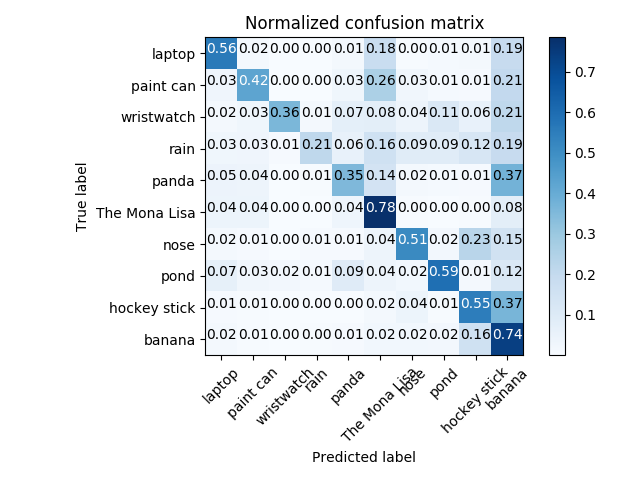 Normalized confusion matrix
True label
laptop 0.56 0.02 0.00 0.00 0.01 0.18 0.00 0.01 0.01 0.19
paint can 0.03 0.42 0.00 0.00 0.03 0.26 0.03 0.01 0.01 0.21
wristwatch 0.02 0.03 0.36 0.01 0.07 0.08 0.04 0.11 0.06 0.21
rain 0.03 0.03 0.01 0.21 0.06 0.16 0.09 0.09 0.12 0.19
panda 0.05 0.04 0.00 0.01 0.35 0.14 0.02 0.01 0.01 0.37
The Mona Lisa 0.04 0.04 0.00 0.00 0.04 0.78 0.00 0.00 0.00 0.08
nose 0.02 0.01 0.00 0.01 0.01 0.04 0.51 0.02 0.23 0.15
pond 0.07 0.03 0.02 0.01 0.09 0.04 0.02 0.59 0.01 0.12
hockey stick 0.01 0.01 0.00 0.00 0.00 0.02 0.04 0.01 0.55 0.37
banana 0.02 0.01 0.00 0.00 0.01 0.02 0.02 0.02 0.16 0.74
laptop paint can wristwatch rain panda The Mona Lisa nose pond hockey stick banana
Predicted label
0.7
0.6
0.5
0.4
0.3
0.2
0.1